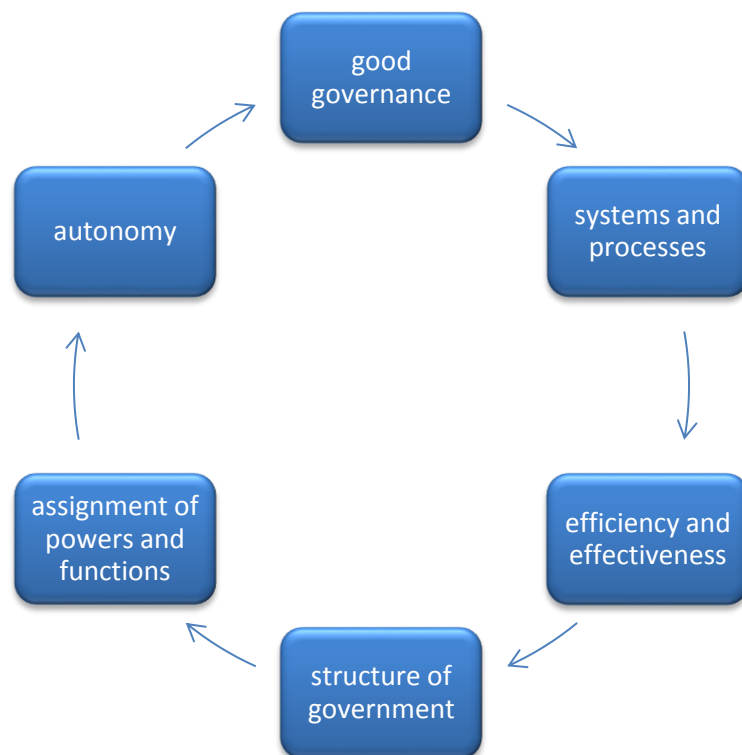 good
governance
systems and
processes
efficiency and
effectiveness
structure of
government
assignment of
powers and
functions
autonomy